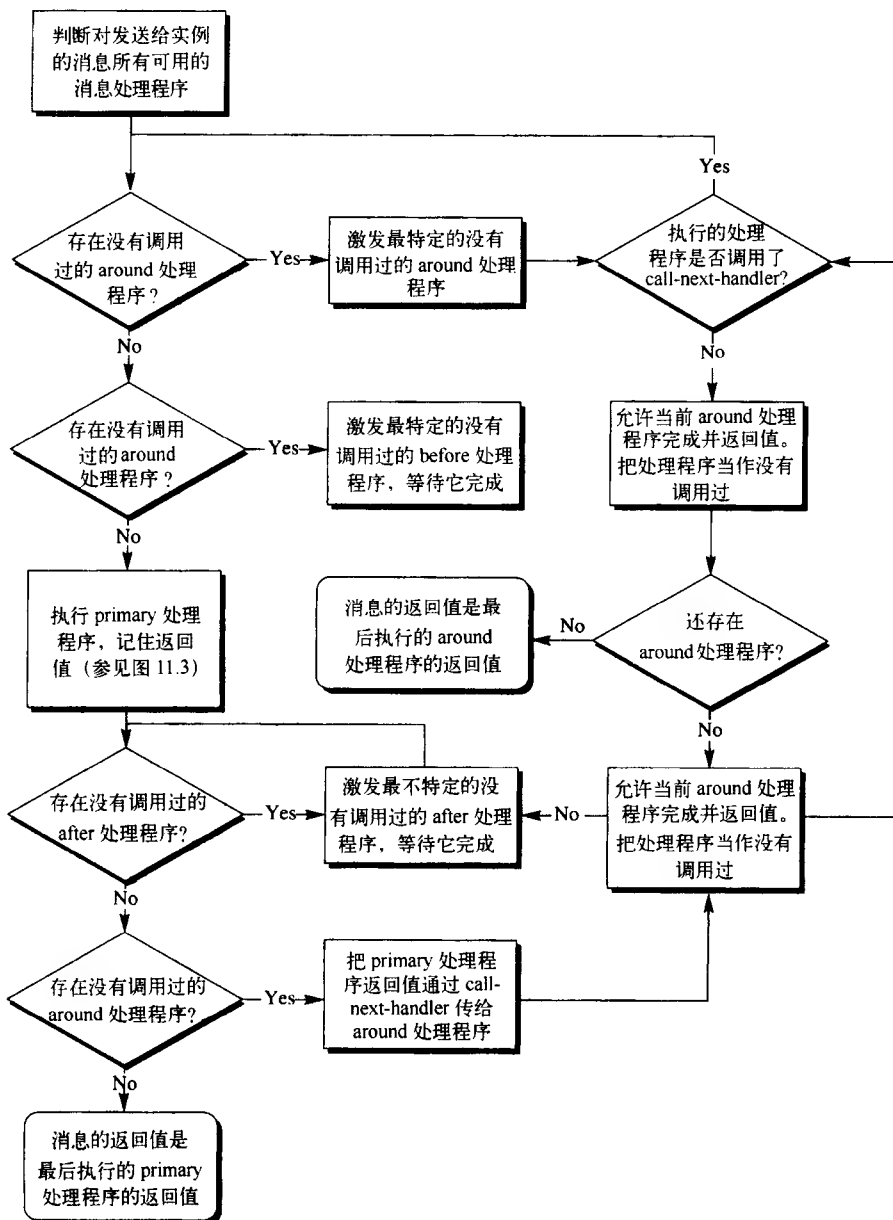 判断对发送给实例
的消息所有可用的
消息处理程序
Yes
存在没有调用
过的 around 处理
程序？
Yes
激发最特定的没有
调用过的 around 处理
程序
执行的处理
程序是否调用了
call-next-handler?
No
No
存在没有调用
过的 around
处理程序？
Yes
激发最特定的没有
调用过的 before 处理
程序，等待它完成
允许当前 around 处理
程序完成并返回值。
把处理程序当作没有
调用过
No
执行 primary 处理
程序，记住返回
值（参见图 11.3）
消息的返回值是最
后执行的 around
处理程序的返回值
No
还存在
around 处理程序?
No
存在没有调用过的
after 处理程序?
Yes
激发最不特定的没
有调用过的 after 处理
程序，等待它完成
No
允许当前 around 处理
程序完成并返回值。
把处理程序当作没有
调用过
No
存在没有调用过的
around 处理程序?
Yes
把 primary 处理程
序返回值通过 call-
next-handler 传给
around 处理程序
No
消息的返回值是
最后执行的 primary
处理程序的返回值